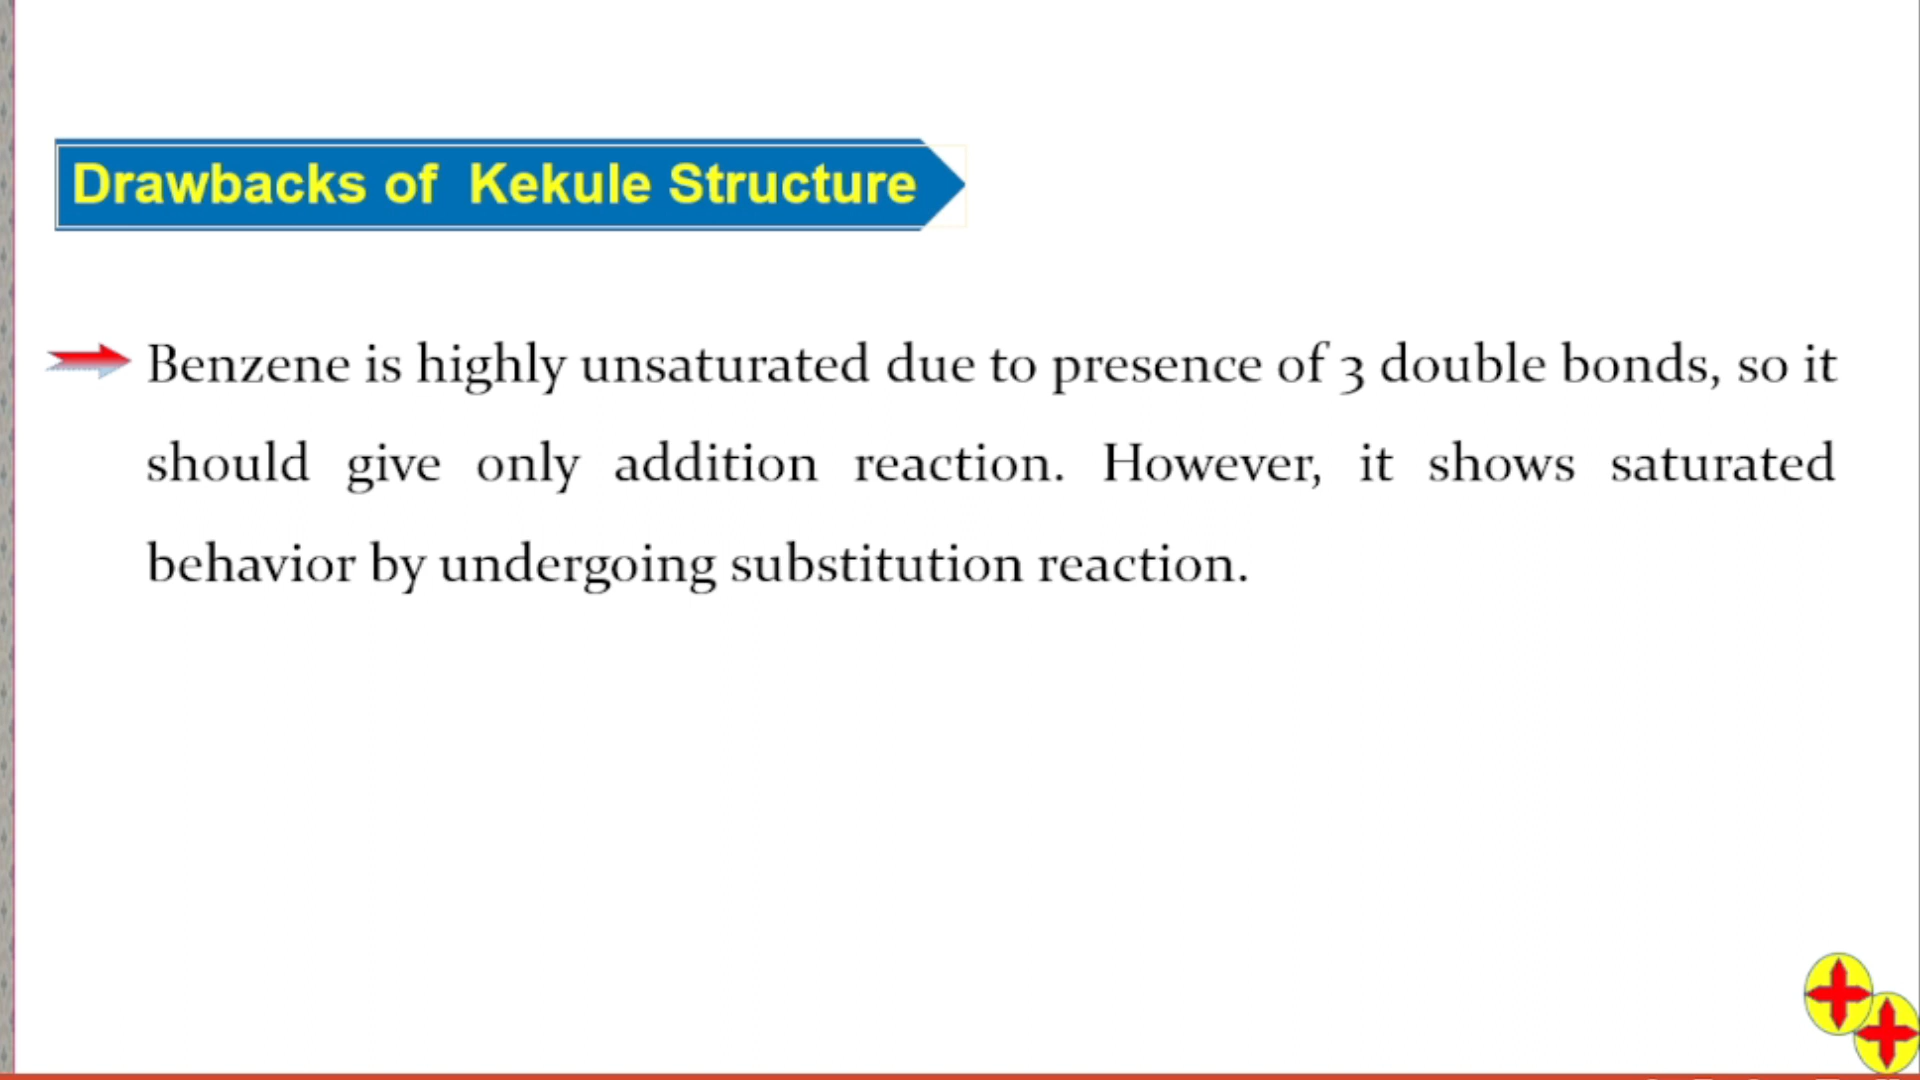 Drawbacks of Kekule Structure
Benzene is highly unsaturated due to presence of 3 double bonds, so it
should give only addition reaction. However, it shows saturated
behavior by undergoing substitution reaction.